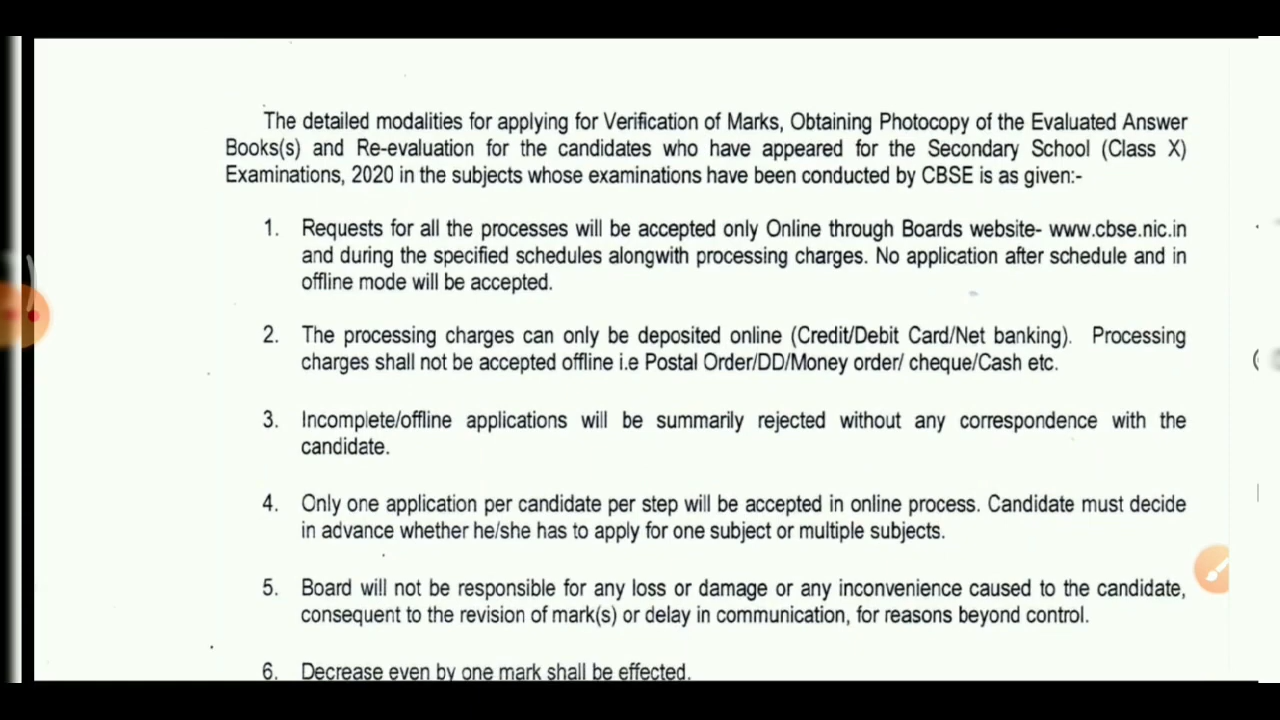 The detailed modalities for applying for Verification of Marks, Obtaining Photocopy of the Evaluated Answer
Books(s) and Re-evaluation for the candidates who have appeared for the Secondary School (Class X)
Examinations, 2020 in the subjects whose examinations have been conducted by CBSE is as given:-
1. Requests for all the processes will be accepted only Online through Boards website- www.cbse.nic.in
and during the specified schedules alongwith processing charges. No application after schedule and in
offline mode will be accepted.
2. The processing charges can only be deposited online (Credit/Debit Card/Net banking). Processing
charges shall not be accepted offline i.e Postal Order/DD/Money order/ cheque/Cash etc.
3. Incomplete/offline applications will be summarily rejected without any correspondence with the
candidate.
4. Only one application per candidate per step will be accepted in online process. Candidate must decide
in advance whether he/she has to apply for one subject or multiple subjects.
5. Board will not be responsible for any loss or damage or any inconvenience caused to the candidate,
consequent to the revision of mark(s) or delay in communication, for reasons beyond control.
6. Decrease even by one mark shall be effected.